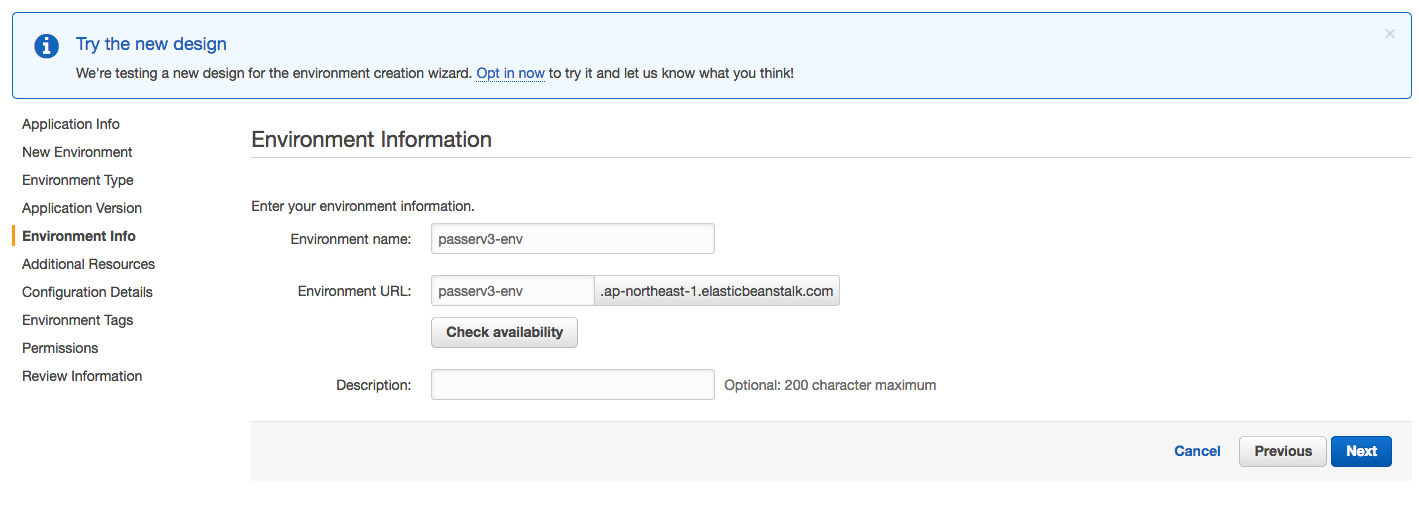 Try the new design
We're testing a new design for the environment creation wizard. Opt in now to try it and let us know what you think!
Application Info
New Environment
Environment Type
Application Version
Environment Info
Additional Resources
Configuration Details
Environment Tags
Permissions
Review Information
Environment Information
Enter your environment information.
Environment name: passerv3-env
Environment URL: passerv3-env .ap-northeast-1.elasticbeanstalk.com
Check availability
Description: Optional: 200 character maximum
Cancel Previous Next